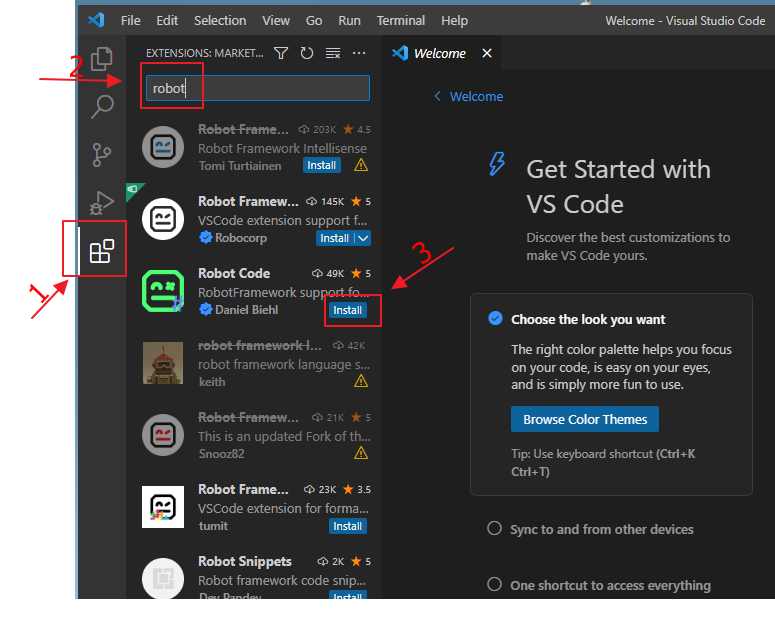 File Edit Selection View Go Run Terminal Help Welcome - Visual Studio Code
EXTENSIONS: MARKET... ...
Welcome
2
robot
Welcome
Robot Frame... 203K 4.5
Robot Framework Intellisense
Tomi Turtiainen Install
Robot Framew... 145K 5
VSCode extension support f...
Robocorp Install
1
Robot Code 49K 5
RobotFramework support fo...
Daniel Biehl Install
3
robot framework l... 42K
robot framework language s...
keith
Robot Framew... 21K 5
This is an updated Fork of th...
Snooz82
Robot Frame... 23K 3.5
VSCode extension for forma...
tumit Install
Robot Snippets 2K 5
Robot framework code snip...
Dev Pandey Install
Get Started with
VS Code
Discover the best customizations to
make VS Code yours.
Choose the look you want
The right color palette helps you focus
on your code, is easy on your eyes,
and is simply more fun to use.
Browse Color Themes
Tip: Use keyboard shortcut (Ctrl+K
Ctrl+T)
Sync to and from other devices
One shortcut to access everything